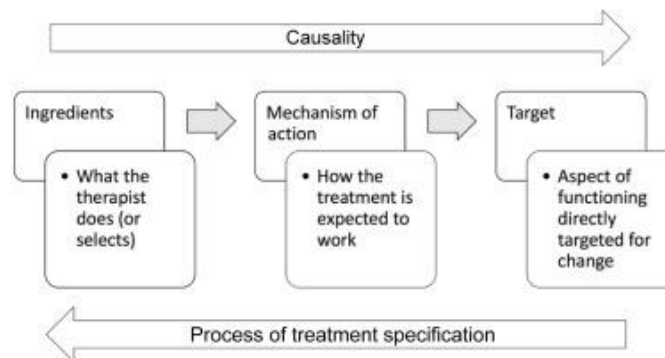 Causality
Ingredients
• What the
therapist
does (or
selects)
Mechanism of
action
• How the
treatment is
expected to
work
Target
• Aspect of
functioning
directly
targeted for
change
Process of treatment specification